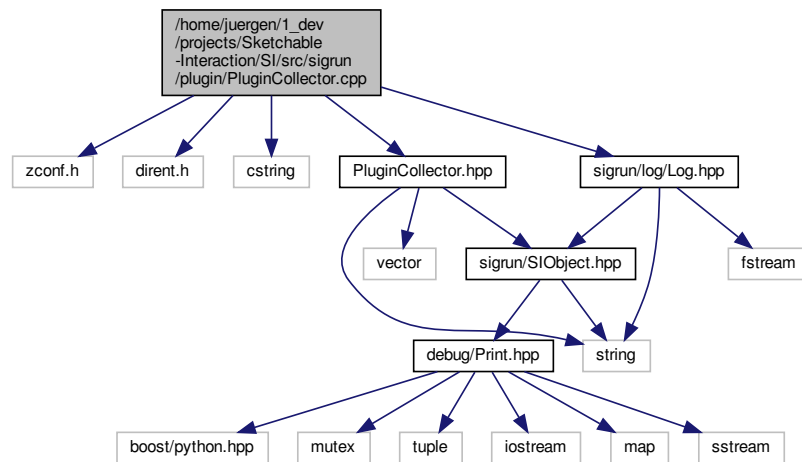 /home/juergen/1_dev
/projects/Sketchable
-Interaction/SI/src/sigrun
/plugin/PluginCollector.cpp
zconf.h
dirent.h
cstring
PluginCollector.hpp
sigrun/log/Log.hpp
vector
sigrun/SIObject.hpp
fstream
debug/Print.hpp
string
boost/python.hpp
mutex
tuple
iostream
map
sstream